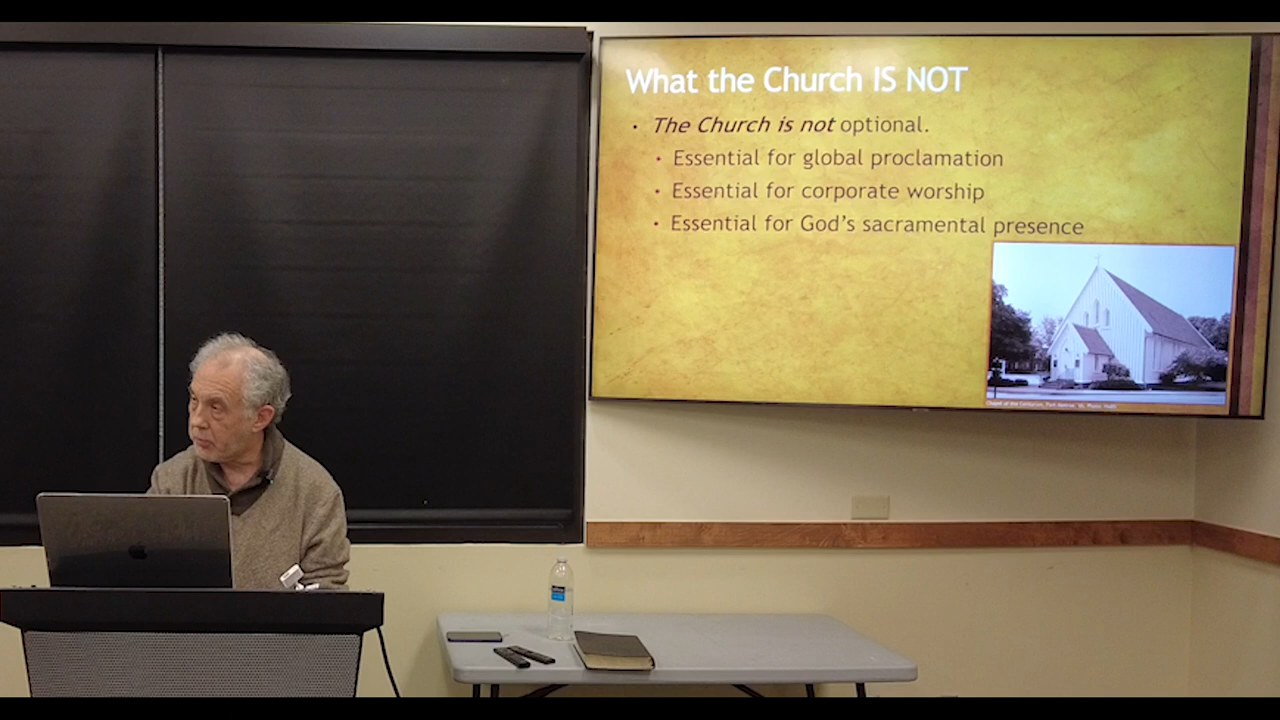 What the Church IS NOT
• The Church is not optional.
• Essential for global proclamation
• Essential for corporate worship
• Essential for God's sacramental presence